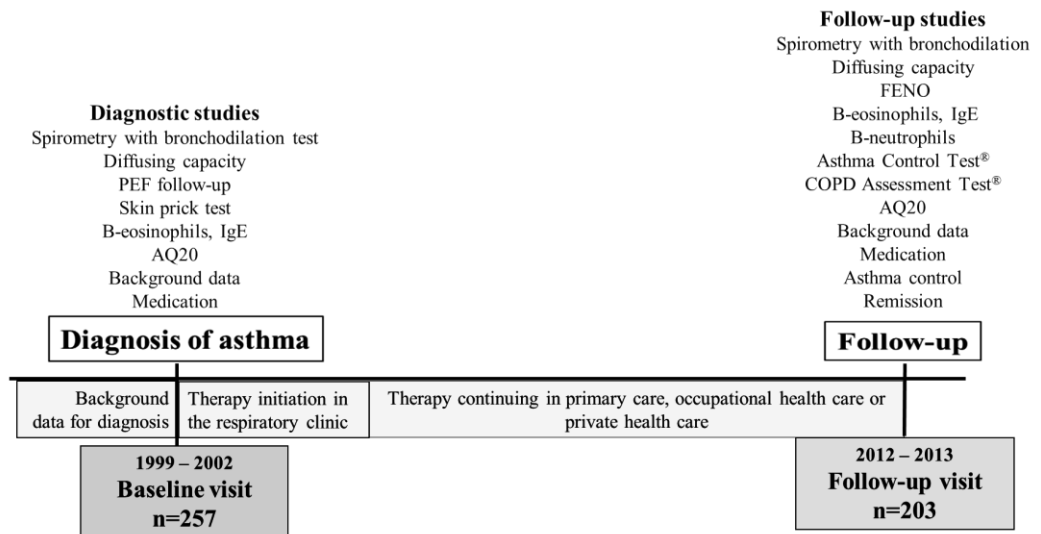 Diagnostic studies
Spirometry with bronchodilation test
Diffusing capacity
PEF follow-up
Skin prick test
B-eosinophils, IgE
AQ20
Background data
Medication
Diagnosis of asthma
Follow-up studies
Spirometry with bronchodilation
Diffusing capacity
FENO
B-eosinophils, IgE
B-neutrophils
Asthma Control Test®
COPD Assessment Test®
AQ20
Background data
Medication
Asthma control
Remission
Follow-up
Background
data for diagnosis
Therapy initiation in
the respiratory clinic
Therapy continuing in primary care, occupational health care or
private health care
1999 – 2002
Baseline visit
n=257
2012 – 2013
Follow-up visit
n=203